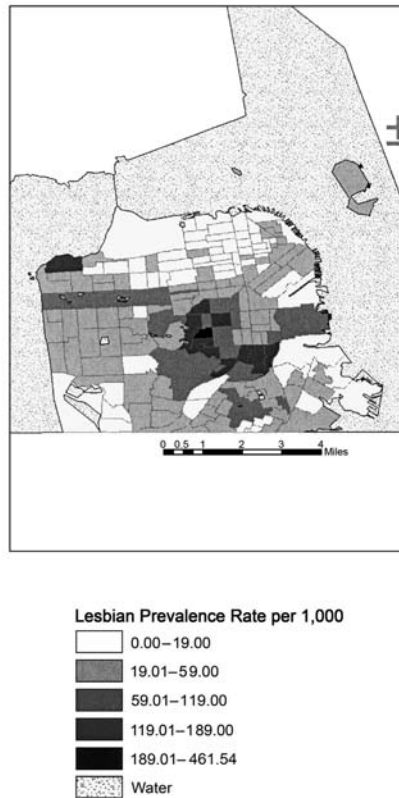 0 0.5 1 2 3 4
Miles
Lesbian Prevalence Rate per 1,000
0.00–19.00
19.01–59.00
59.01–119.00
119.01–189.00
189.01–461.54
Water